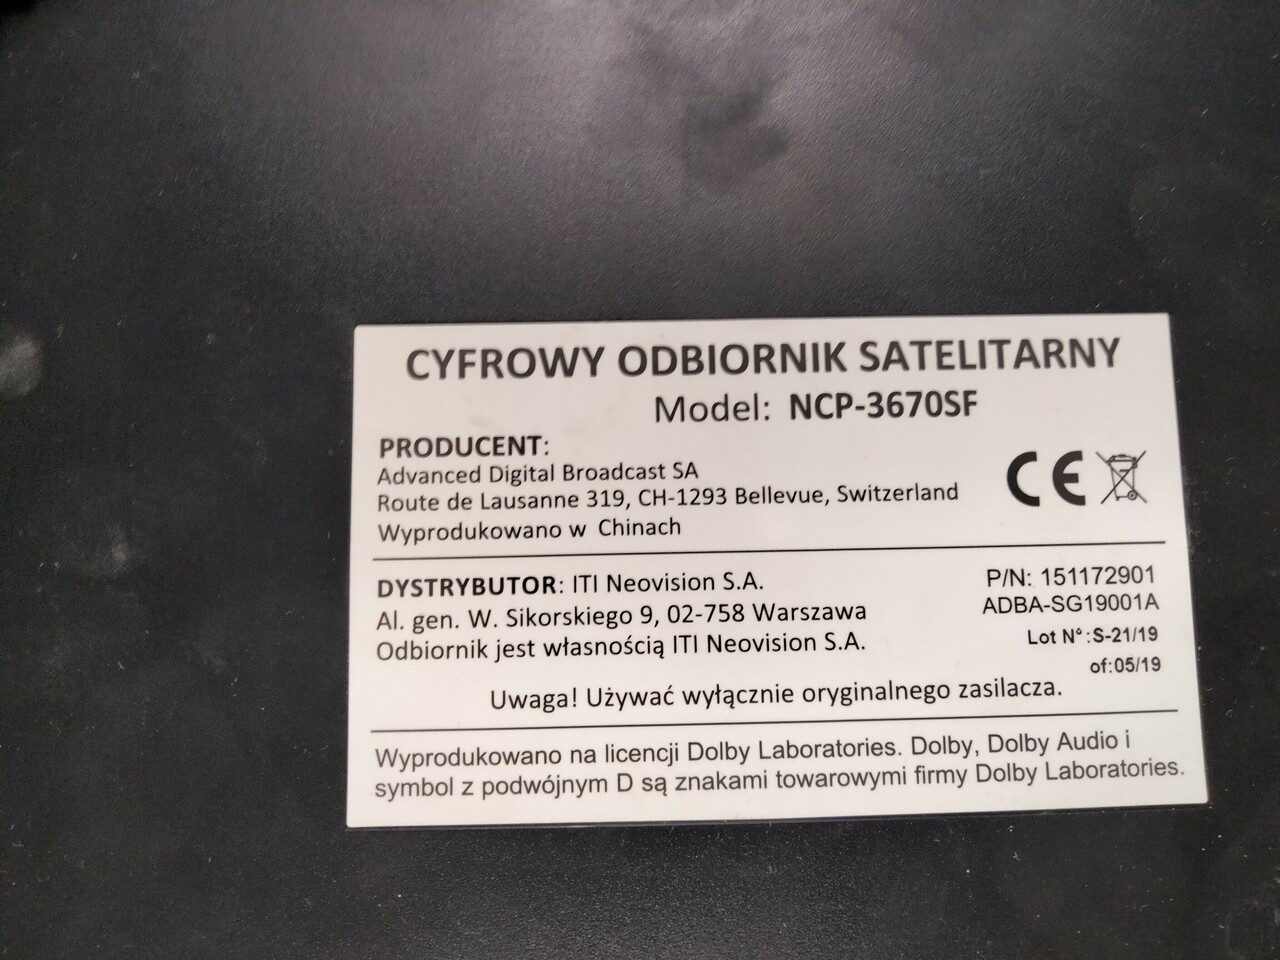 CYFROWY ODBIORNIK SATELITARNY
Model: NCP-3670SF
PRODUCENT:
Advanced Digital Broadcast SA
Route de Lausanne 319, CH-1293 Bellevue, Switzerland
Wyprodukowano w Chinach
CE
DYSTRYBUTOR: ITI Neovision S.A.
Al. gen. W. Sikorskiego 9, 02-758 Warszawa
Odbiornik jest własnością ITI Neovision S.A.
P/N: 151172901
ADBA-SG19001A
Lot N° :S-21/19
of:05/19
Uwaga! Używać wyłącznie oryginalnego zasilacza.
Wyprodukowano na licencji Dolby Laboratories. Dolby, Dolby Audio i
symbol z podwójnym D są znakami towarowymi firmy Dolby Laboratories.